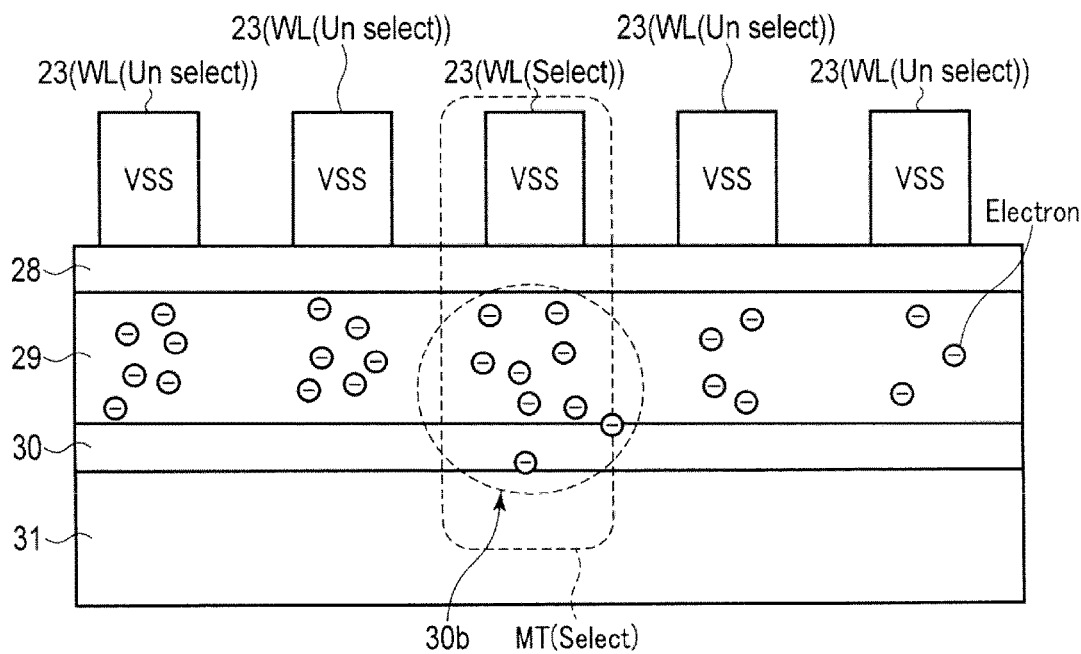 23(WL(Un select))
23(WL(Un select))
23(WL(Select))
23(WL(Un select))
23(WL(Un select))
VSS
VSS
VSS
VSS
VSS
Electron
28
29
30
31
30b
MT(Select)